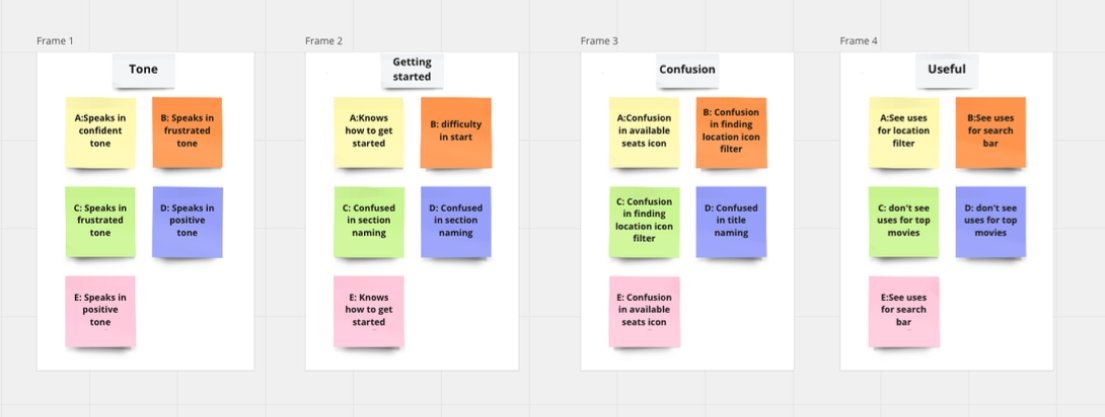 Frame 1
Tone
A:Speaks in
confident
tone
B: Speaks in
frustrated
tone
C: Speaks in
frustrated
tone
D: Speaks in
positive
tone
E: Speaks in
positive
tone
Frame 2
Getting
started
A:Knows
how to get
started
B: difficulty
in start
C: Confused
in section
naming
D: Confused
in section
naming
E: Knows
how to get
started
Frame 3
Confusion
A:Confusion
in available
seats icon
B: Confusion
in finding
location icon
filter
C: Confusion
in finding
location icon
filter
D: Confused
in title
naming
E: Confusion
in available
seats icon
Frame 4
Useful
A:See uses
for location
filter
B:See uses
for search
bar
C: don't see
uses for top
movies
D: don't see
uses for top
movies
E:See uses
for search
bar